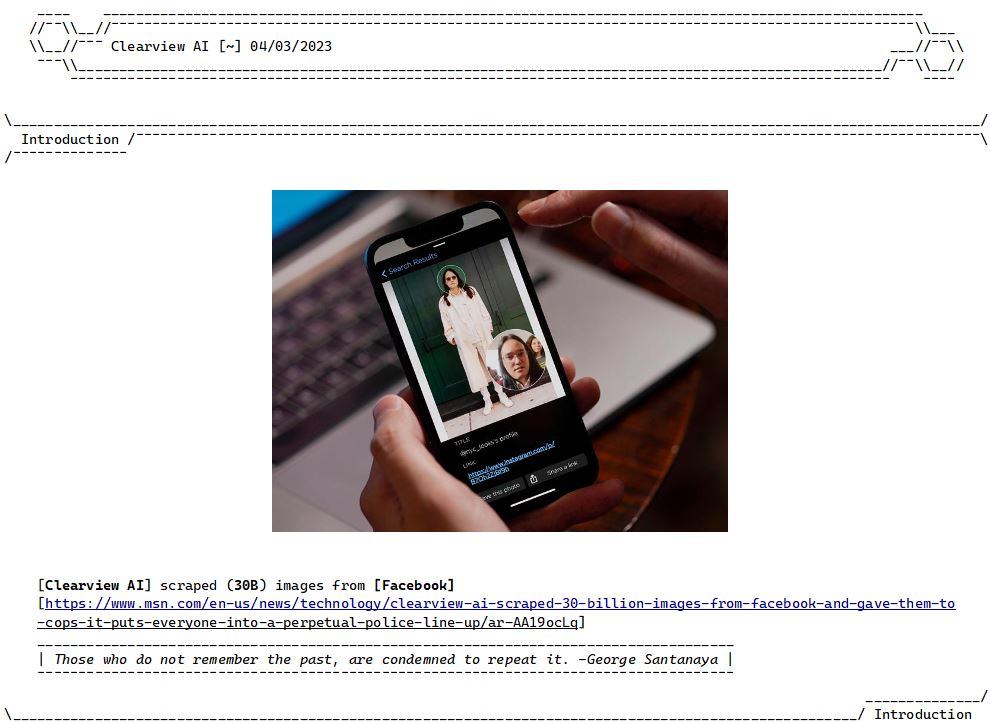 Clearview AI [~] 04/03/2023
Introduction
Search Results
TITLE
@nyc_looks's profile
LINK
https://www.instagram.com/p/
this photo
Share a link
[Clearview AI] scraped (30B) images from [Facebook]
[https://www.msn.com/en-us/news/technology/clearview-ai-scraped-30-billion-images-from-facebook-and-gave-them-to
-cops-it-puts-everyone-into-a-perpetual-police-line-up/ar-AA19ocLq]
| Those who do not remember the past, are condemned to repeat it. -George Santanaya |
Introduction